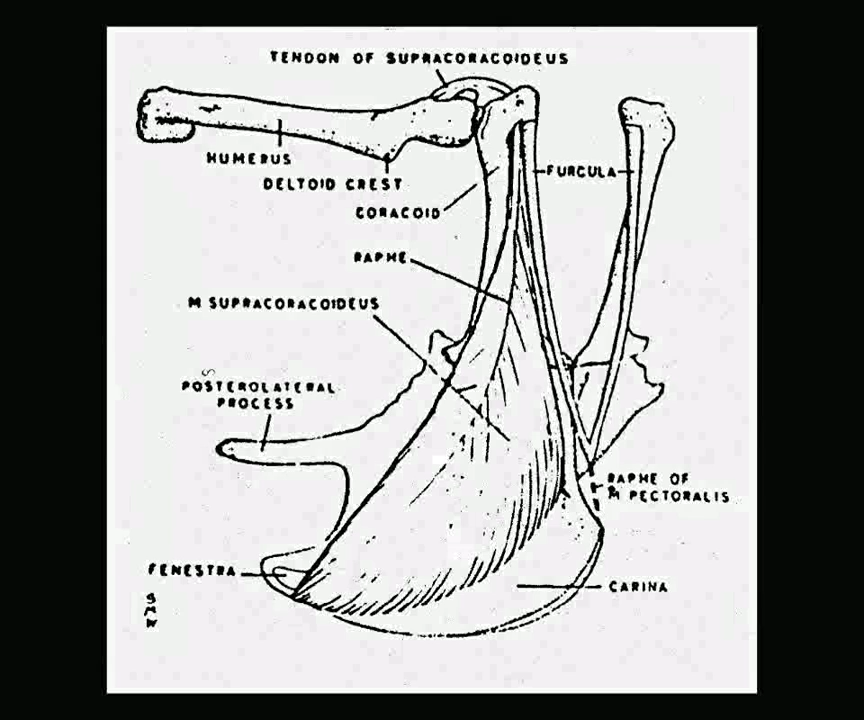 TENDON OF SUPRACORACOIDEUS
HUMERUS
DELTOID CREST
CORACOID
FURCULA
RAPHE
M SUPRACORACOIDEUS
POSTEROLATERAL
PROCESS
RAPHE OF
M PECTORALIS
FENESTRA
CARINA
S
M
W